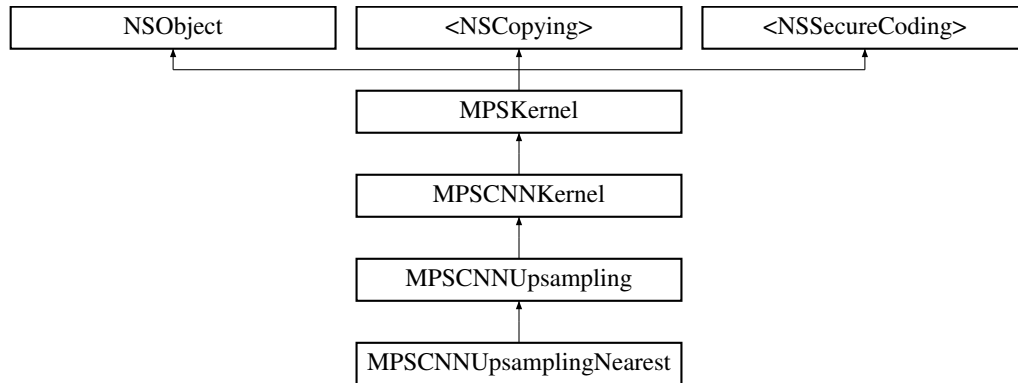 NSObject
<NSCopying>
<NSSecureCoding>
MPSKernel
MPSCNNKernel
MPSCNNUpsampling
MPSCNNUpsamplingNearest